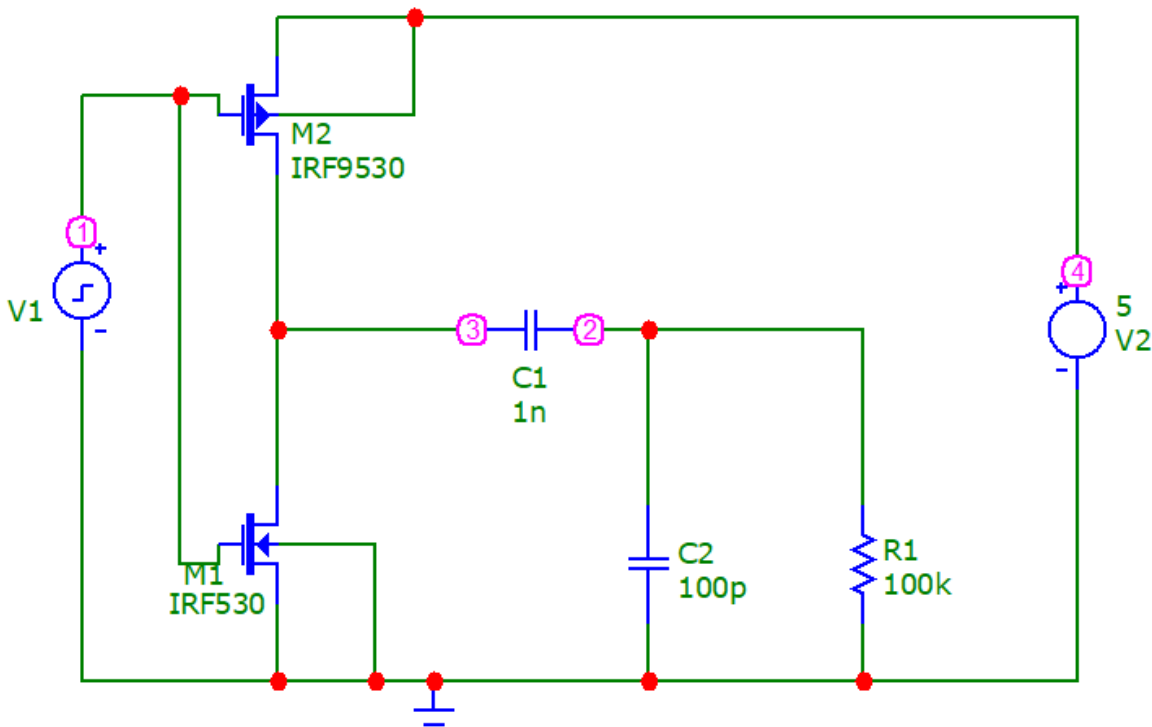 M2
IRF9530
1
+
V1
-
4
+
5
V2
-
3
2
C1
1n
M1
IRF530
C2
100p
R1
100k